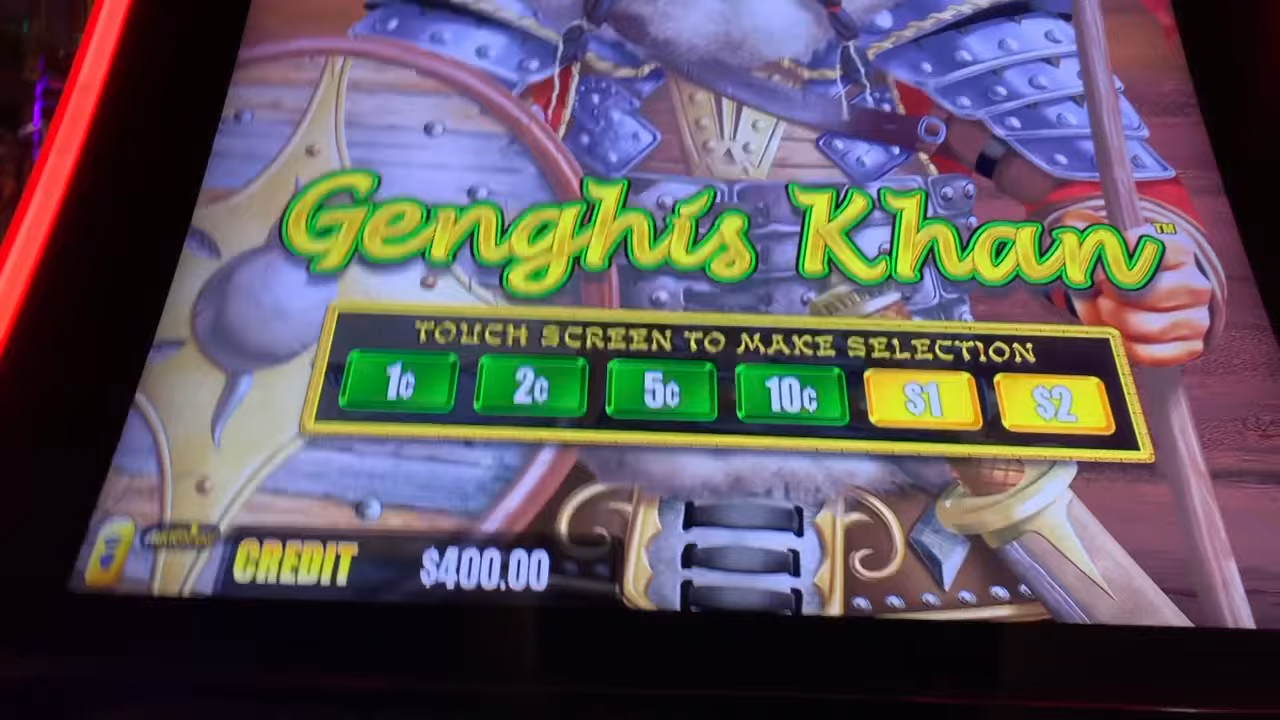 Genghis Khan™
TOUCH SCREEN TO MAKE SELECTION
1¢ 2¢ 5¢ 10¢ $1 $2
CREDIT $400.00